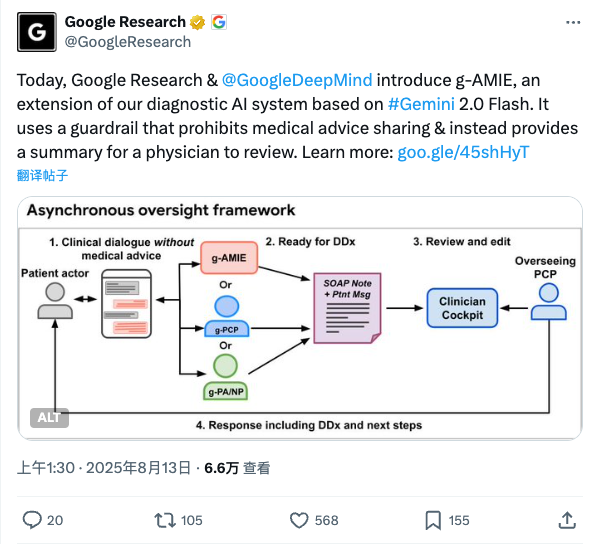 G
Google Research G
@GoogleResearch
Today, Google Research & @GoogleDeepMind introduce g-AMIE, an
extension of our diagnostic AI system based on #Gemini 2.0 Flash. It
uses a guardrail that prohibits medical advice sharing & instead provides
a summary for a physician to review. Learn more: goo.gle/45shHyT
翻译帖子
Asynchronous oversight framework
1. Clinical dialogue without
medical advice
2. Ready for DDx
3. Review and edit
Patient actor
g-AMIE
Or
g-PCP
Or
g-PA/NP
SOAP Note
+ Ptnt Msg
Clinician
Cockpit
Overseeing
PCP
ALT
4. Response including DDx and next steps
上午1:30 · 2025年8月13日 · 6.6万 查看
20 105 568 155